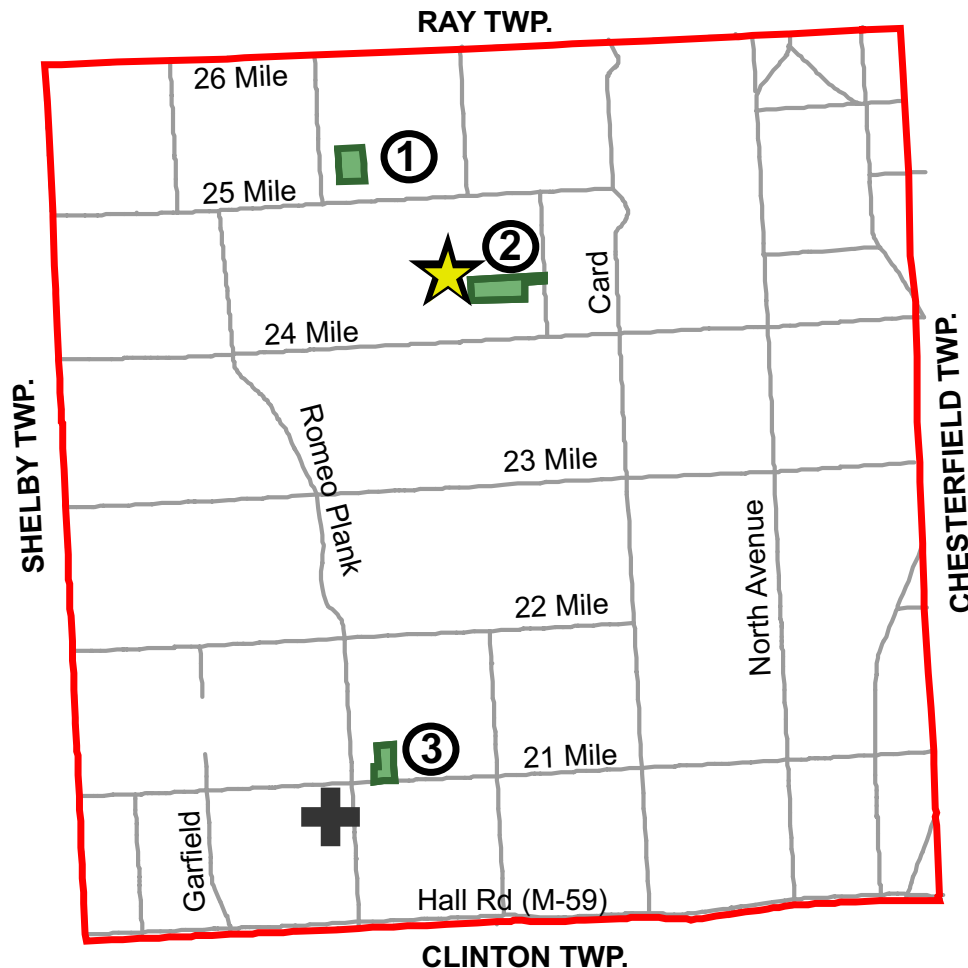 RAY TWP.
26 Mile
1
25 Mile
2
Card
24 Mile
CHESTERFIELD TWP.
SHELBY TWP.
Romeo Plank
23 Mile
North Avenue
22 Mile
3
21 Mile
Garfield
Hall Rd (M-59)
CLINTON TWP.